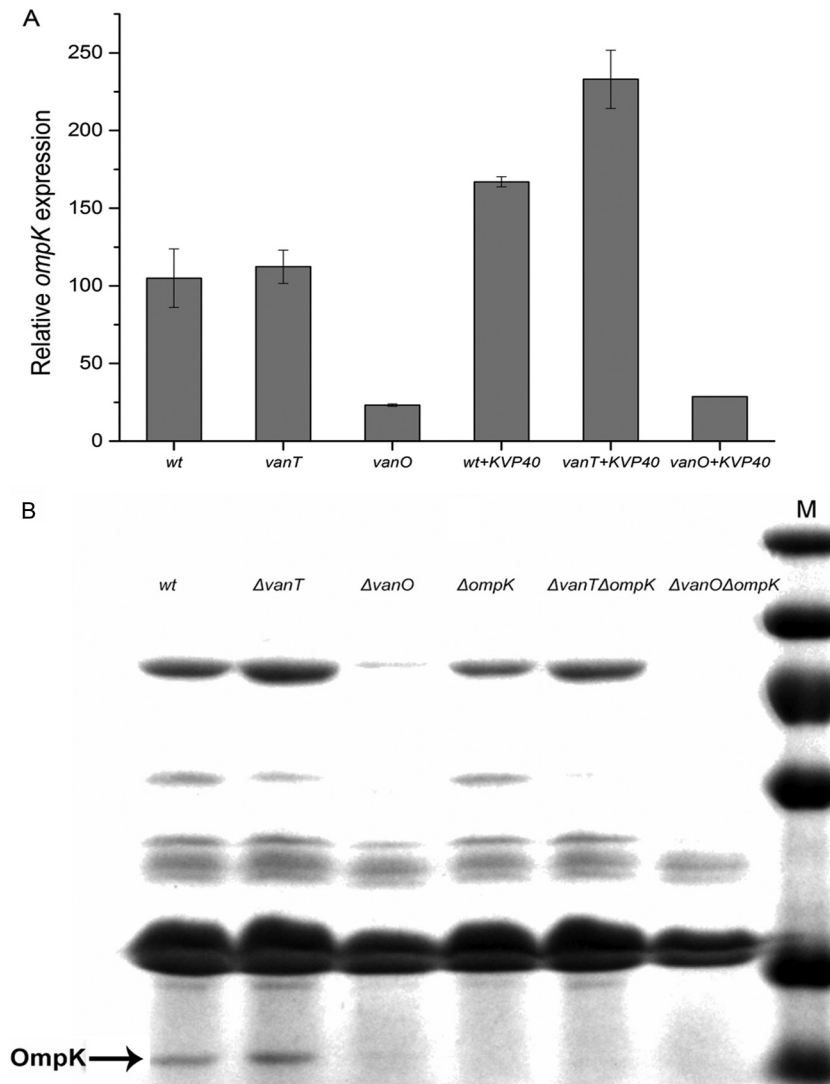 A
Relative ompK expression
250
200
150
100
50
0
wt vanT vanO wt+KVP40 vanT+KVP40 vanO+KVP40
B
M
wt ΔvanT ΔvanO ΔompK ΔvanTΔompK ΔvanOΔompK
OmpK